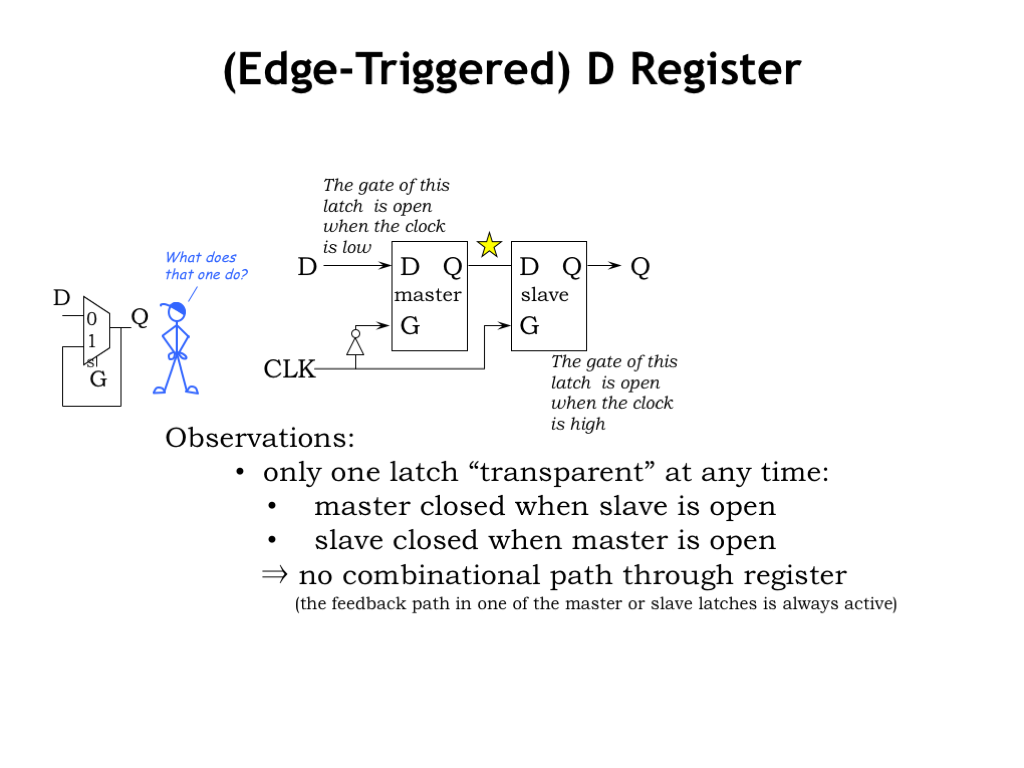 (Edge-Triggered) D Register
The gate of this
latch is open
when the clock
is low
What does
that one do?
D
0
1
sl
G
Q
D
D Q
master
G
D Q
slave
G
Q
CLK
The gate of this
latch is open
when the clock
is high
Observations:
• only one latch “transparent” at any time:
• master closed when slave is open
• slave closed when master is open
⇒ no combinational path through register
(the feedback path in one of the master or slave latches is always active)